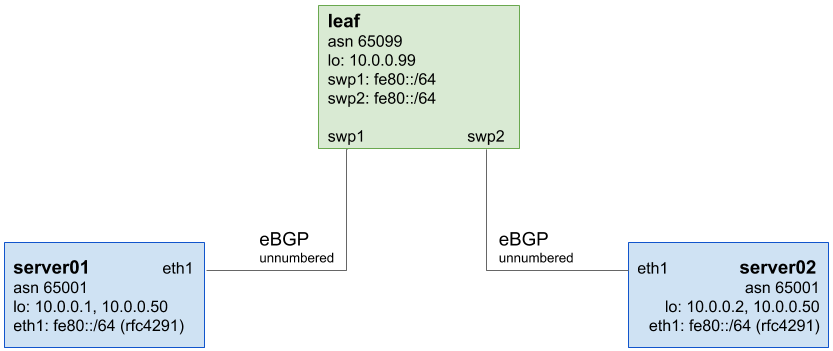 leaf
asn 65099
lo: 10.0.0.99
swp1: fe80::/64
swp2: fe80::/64
swp1 swp2
eBGP
unnumbered
eBGP
unnumbered
server01 eth1
asn 65001
lo: 10.0.0.1, 10.0.0.50
eth1: fe80::/64 (rfc4291)
eth1 server02
asn 65001
lo: 10.0.0.2, 10.0.0.50
eth1: fe80::/64 (rfc4291)